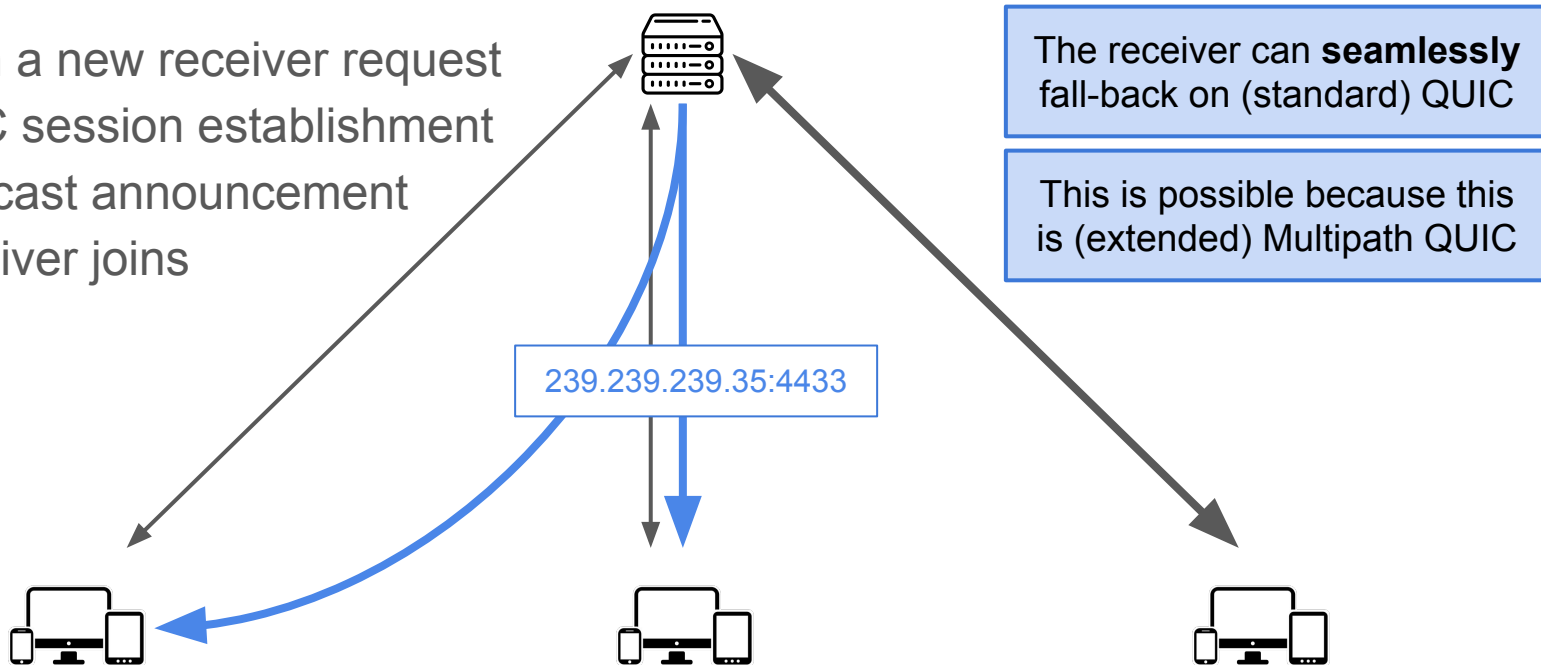 a new receiver request
session establishment
cast announcement
iver joins
The receiver can seamlessly
fall-back on (standard) QUIC
This is possible because this
is (extended) Multipath QUIC
239.239.239.35:4433